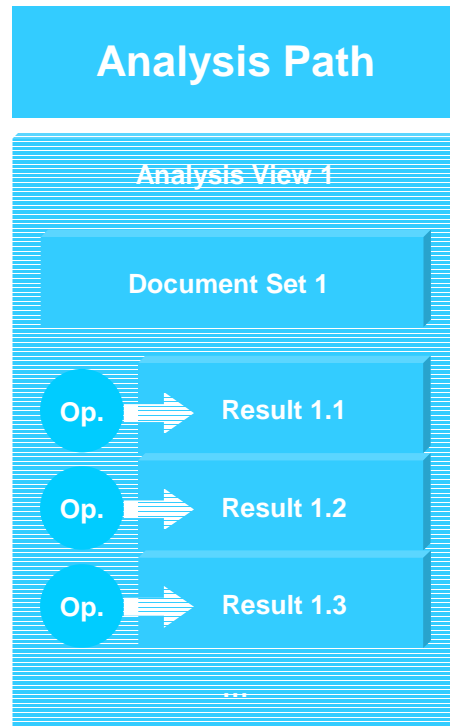 Analysis Path
Analysis View 1
Document Set 1
Op.
Result 1.1
Op.
Result 1.2
Op.
Result 1.3
...